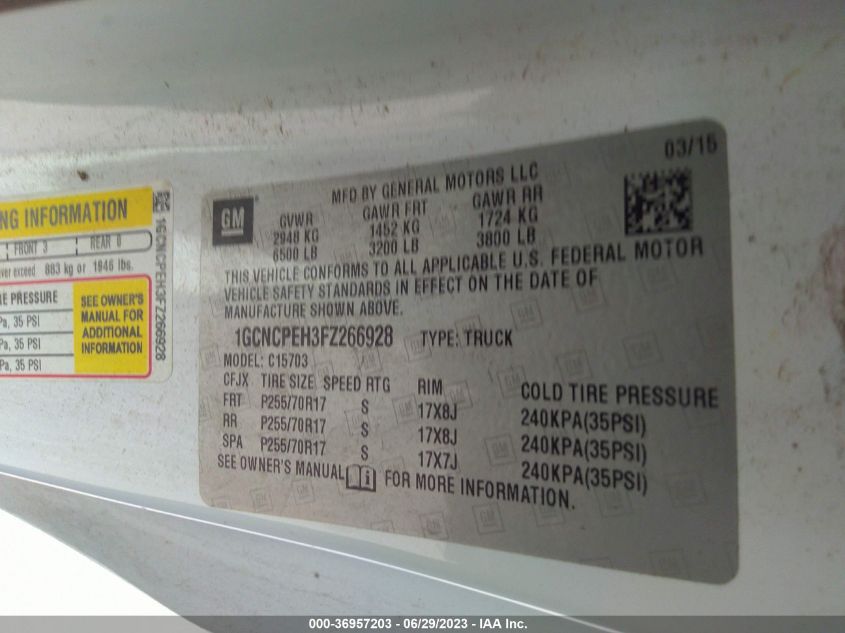 NG INFORMATION
FRONT 3 REAR 0
ver exceed 883 kg or 1946 lbs.
RE PRESSURE
Pa, 35 PSI
Pa, 35 PSI
Pa, 35 PSI
SEE OWNER'S
MANUAL FOR
ADDITIONAL
INFORMATION
1GCNCPEH3FZ266928
03/15
GM
MFD BY GENERAL MOTORS LLC
GVWR GAWR FRT GAWR RR
2948 KG 1452 KG 1724 KG
6500 LB 3200 LB 3800 LB
THIS VEHICLE CONFORMS TO ALL APPLICABLE U.S. FEDERAL MOTOR
VEHICLE SAFETY STANDARDS IN EFFECT ON THE DATE OF
MANUFACTURE SHOWN ABOVE.
1GCNCPEH3FZ266928 TYPE: TRUCK
MODEL: C15703
CFJX TIRE SIZE SPEED RTG RIM COLD TIRE PRESSURE
FRT P255/70R17 S 17X8J 240KPA(35PSI)
RR P255/70R17 S 17X8J 240KPA(35PSI)
SPA P255/70R17 S 17X7J 240KPA(35PSI)
SEE OWNER'S MANUAL FOR MORE INFORMATION.
000-36957203 - 06/29/2023 - IAA Inc.